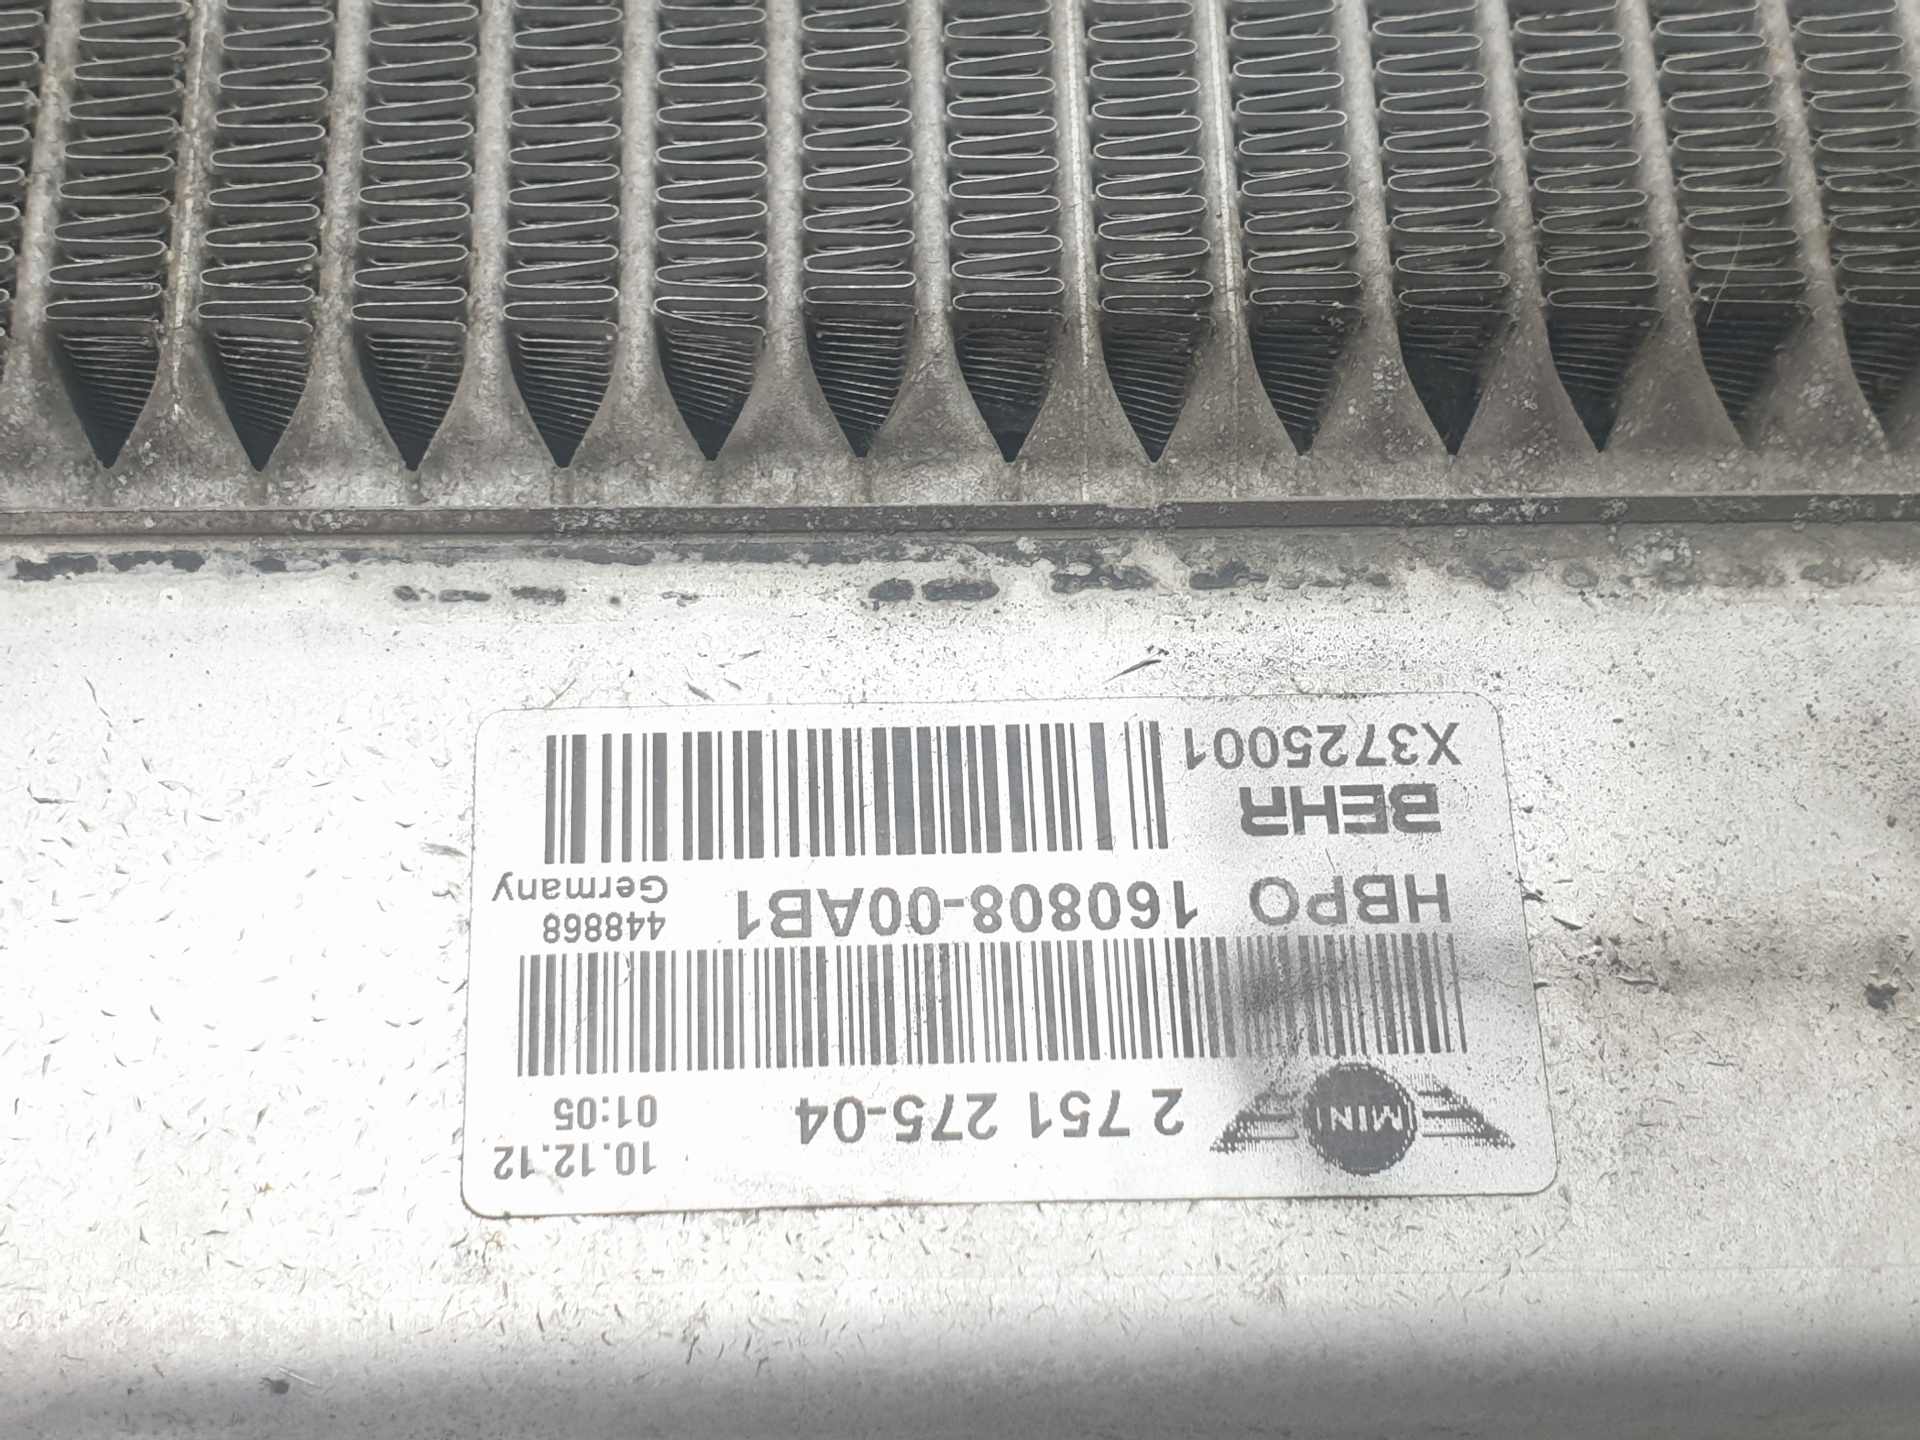 MINI 2 751 275-04 10.12.12
01:05
HBPO 160808-00AB1 448868
Germany
BEHR
X3725001